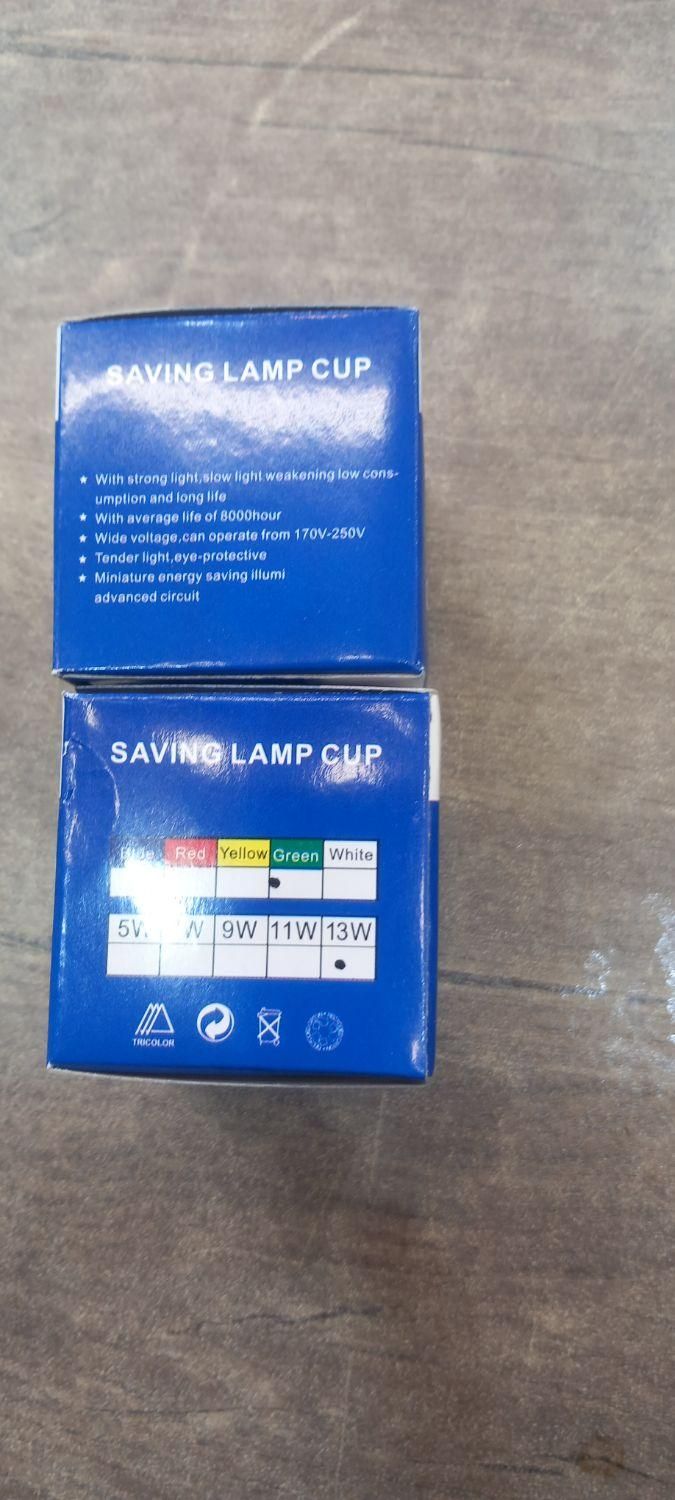 SAVING LAMP CUP
★ With strong light,slow light weakening low cons-
umption and long life
★ With average life of 8000hour
★ Wide voltage,can operate from 170V-250V
★ Tender light,eye-protective
★ Miniature energy saving illumi
advanced circuit
SAVING LAMP CUP
Blue Red Yellow Green White
5W W 9W 11W 13W
TRICOLOR